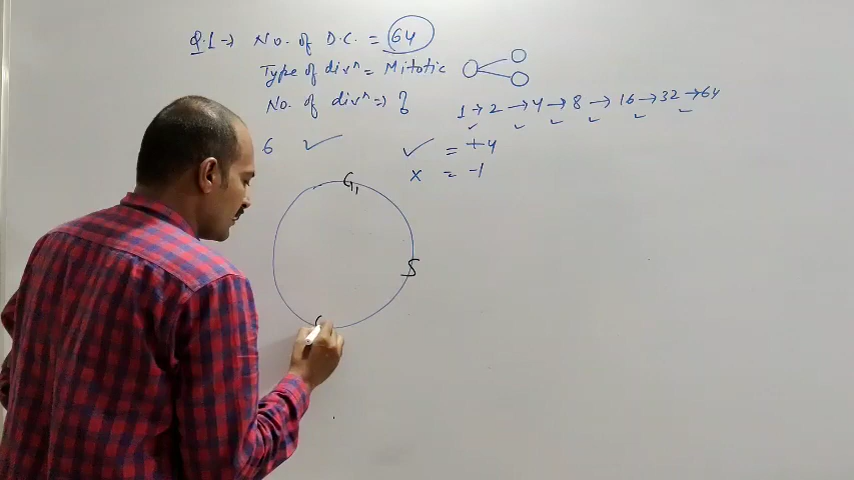 Q.1→ No. of D.C. = 64
Type of divⁿ = Mitotic
No. of divⁿ => ?
1 → 2 → 4 → 8 → 16 → 32 → 64
6 ✓
✓ = +4
x = -1
G₁
S